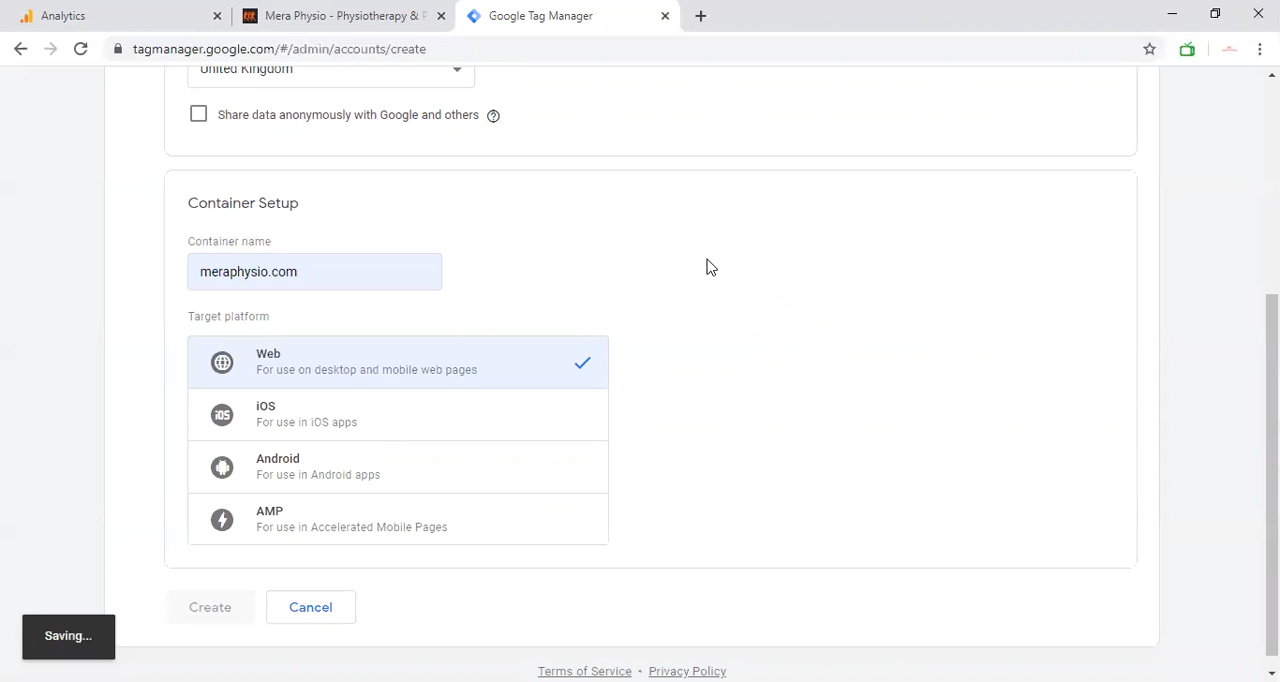 Analytics
Mera Physio - Physiotherapy &
Google Tag Manager
tagmanager.google.com/#/admin/accounts/create
United Kingdom
Share data anonymously with Google and others
Container Setup
Container name
meraphysio.com
Target platform
Web
For use on desktop and mobile web pages
iOS
iOS
For use in iOS apps
Android
For use in Android apps
AMP
For use in Accelerated Mobile Pages
Create
Cancel
Saving...
Terms of Service • Privacy Policy